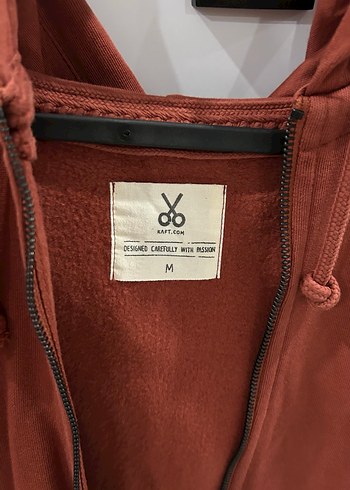 KAFT.COM
DESIGNED CAREFULLY WITH PASSION
M